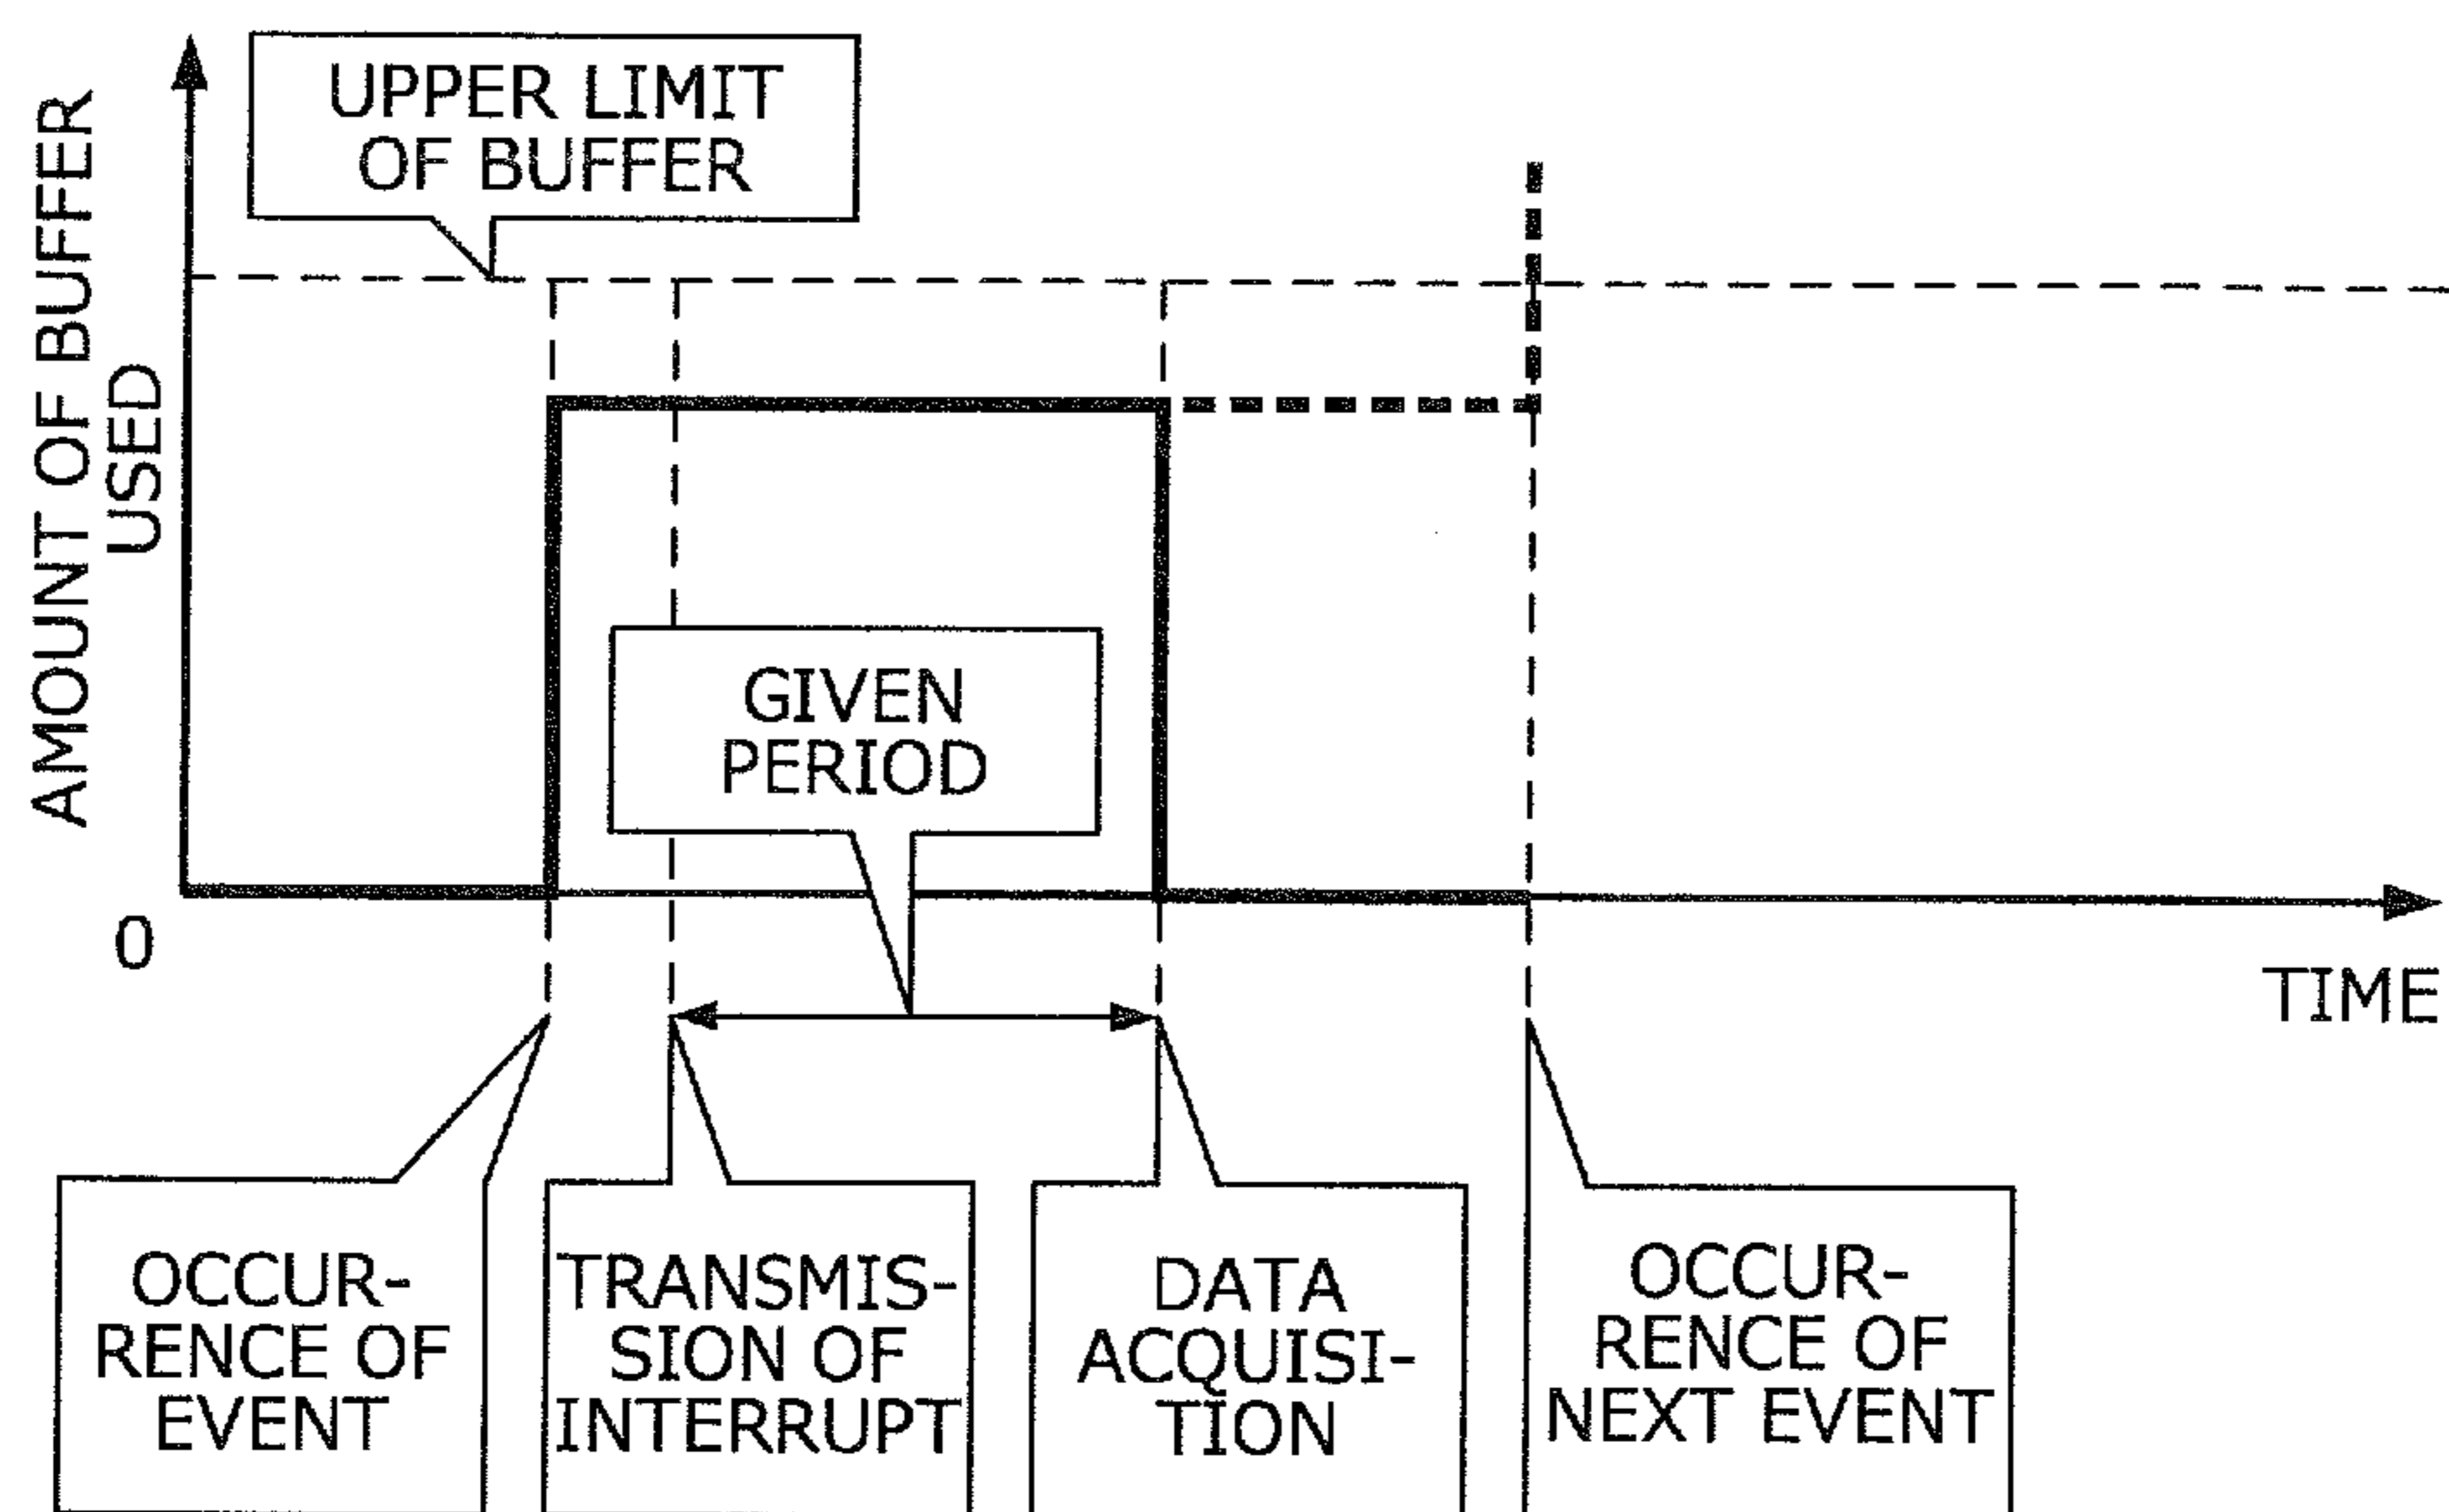 UPPER LIMIT
OF BUFFER
AMOUNT OF BUFFER
USED
GIVEN
PERIOD
0
TIME
OCCUR-
RENCE OF
EVENT
TRANSMIS-
SION OF
INTERRUPT
DATA
ACQUISI-
TION
OCCUR-
RENCE OF
NEXT EVENT